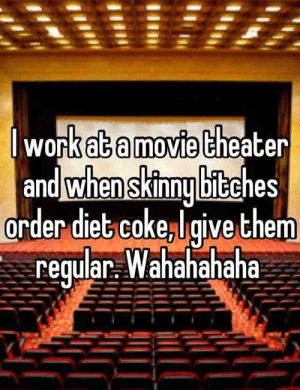 I work at a movie theater
and when skinny bitches
order diet coke, I give them
regular. Wahahahaha